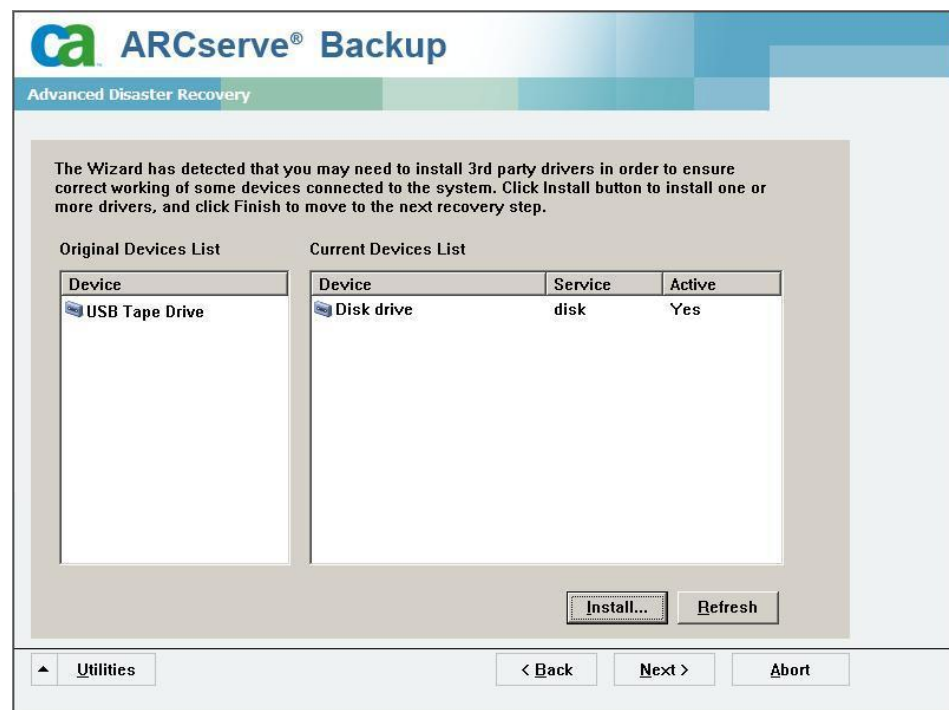 ca ARCserve® Backup
Advanced Disaster Recovery
The Wizard has detected that you may need to install 3rd party drivers in order to ensure
correct working of some devices connected to the system. Click Install button to install one or
more drivers, and click Finish to move to the next recovery step.
Original Devices List
Current Devices List
Device
USB Tape Drive
Device Service Active
Disk drive disk Yes
Install... Refresh
Utilities < Back Next > Abort